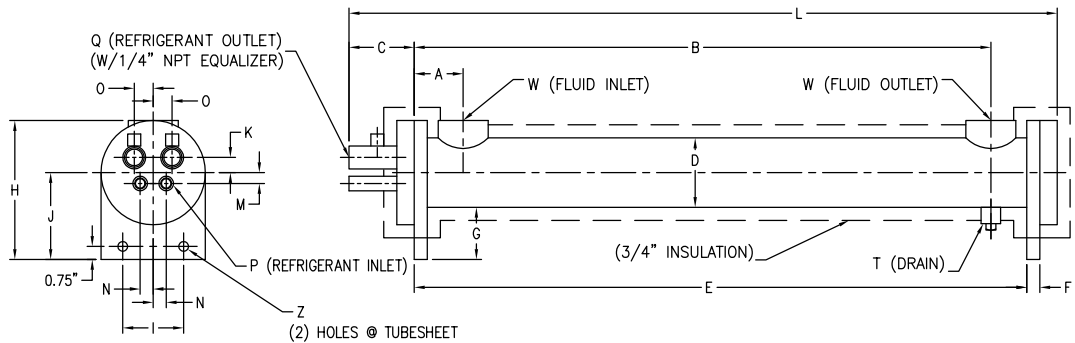 L
Q (REFRIGERANT OUTLET)
(W/1/4" NPT EQUALIZER)
C
B
A
W (FLUID INLET)
W (FLUID OUTLET)
O
O
K
H
J
M
D
G
0.75"
P (REFRIGERANT INLET)
(3/4" INSULATION)
T (DRAIN)
N
N
E
F
I
Z
(2) HOLES @ TUBESHEET